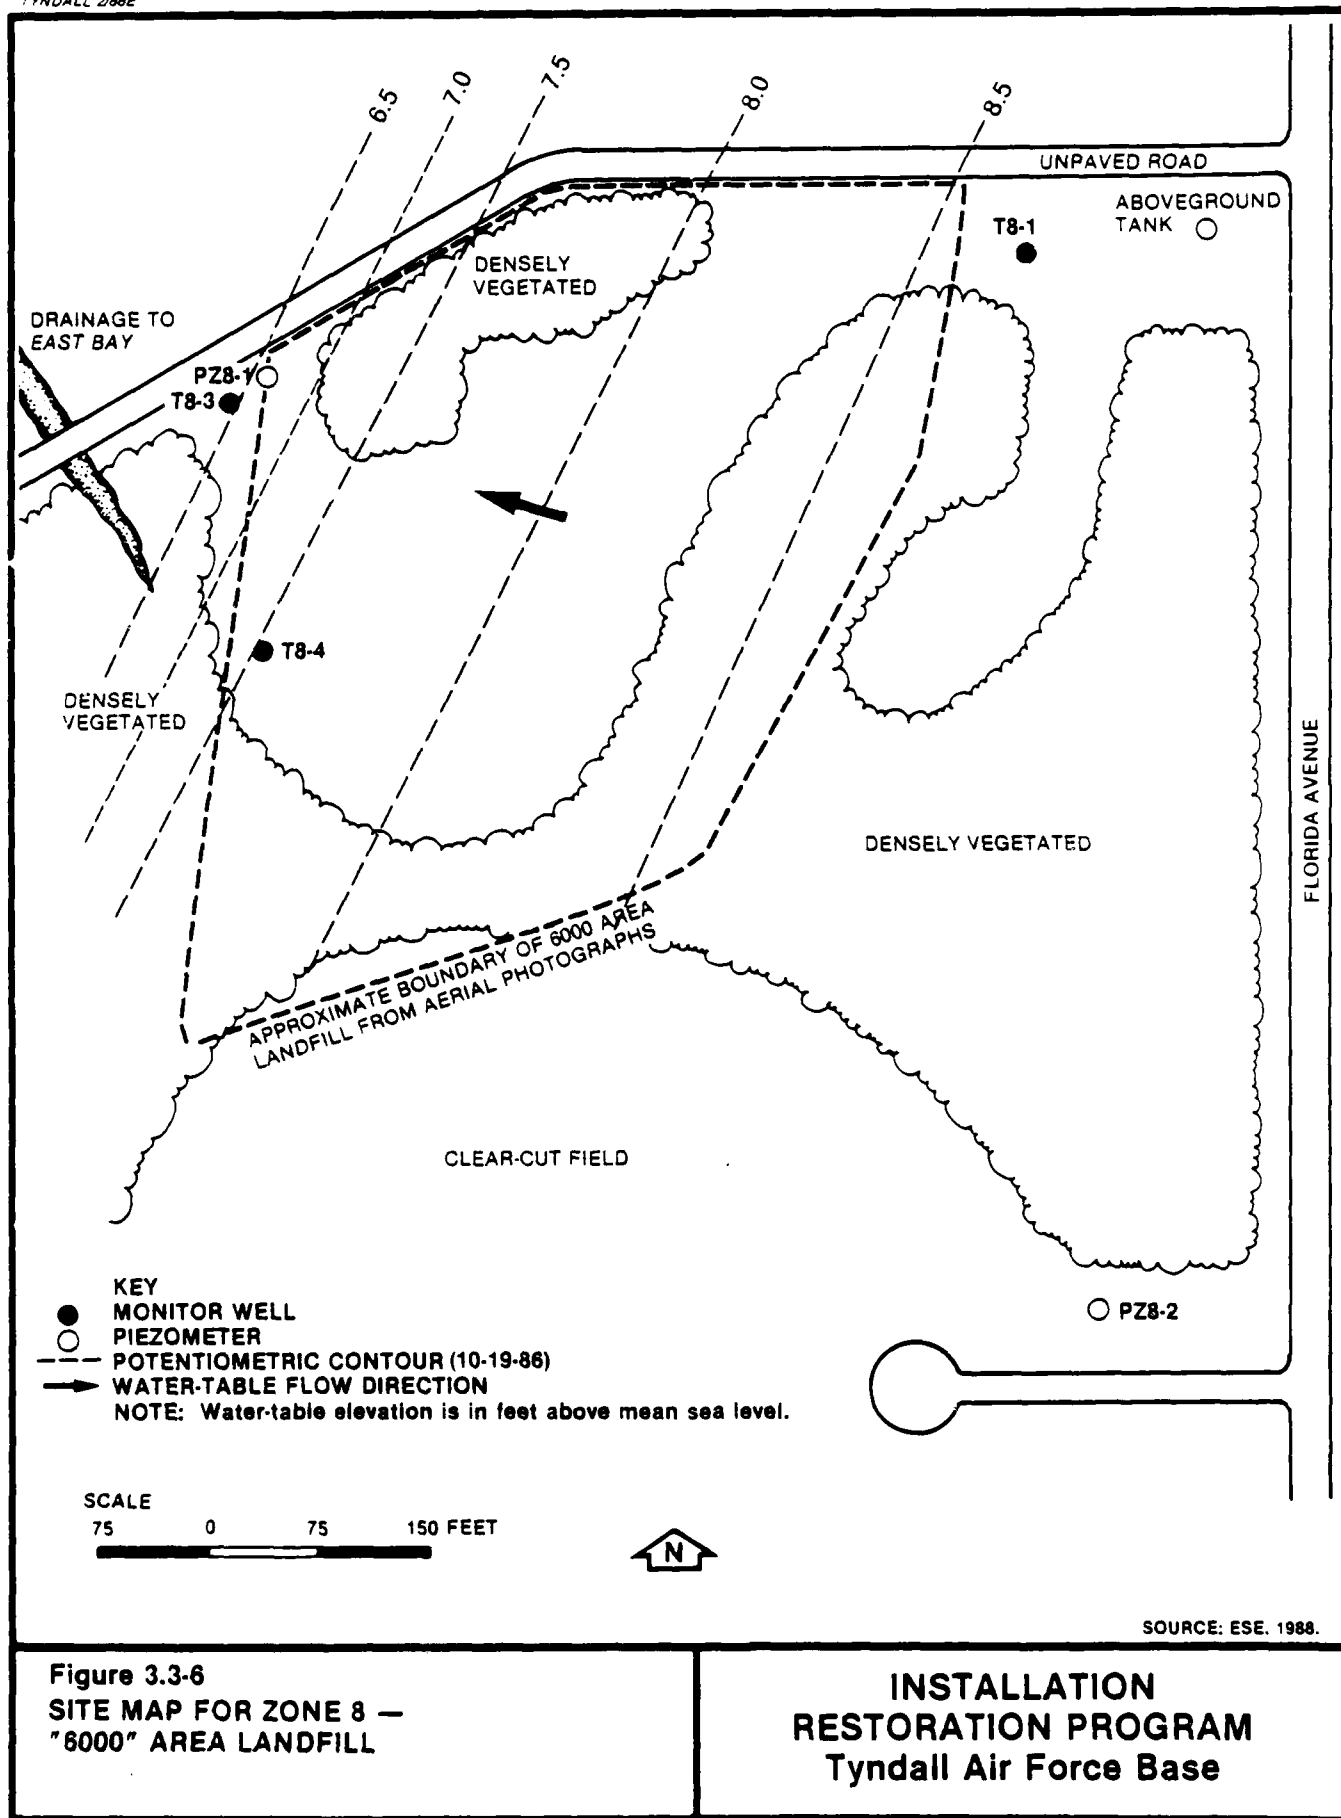 TYNDALL 2/88E
6.5
7.0
7.5
8.0
8.5
UNPAVED ROAD
ABOVEGROUND
TANK
T8-1
DENSELY
VEGETATED
DRAINAGE TO
EAST BAY
PZ8-1
T8-3
T8-4
DENSELY
VEGETATED
FLORIDA AVENUE
DENSELY VEGETATED
APPROXIMATE BOUNDARY OF 6000 AREA
LANDFILL FROM AERIAL PHOTOGRAPHS
CLEAR-CUT FIELD
PZ8-2
KEY
MONITOR WELL
PIEZOMETER
POTENTIOMETRIC CONTOUR (10-19-86)
WATER-TABLE FLOW DIRECTION
NOTE: Water-table elevation is in feet above mean sea level.
SCALE
75 0 75 150 FEET
N
SOURCE: ESE, 1988.
Figure 3.3-6
SITE MAP FOR ZONE 8 —
"6000" AREA LANDFILL
INSTALLATION
RESTORATION PROGRAM
Tyndall Air Force Base